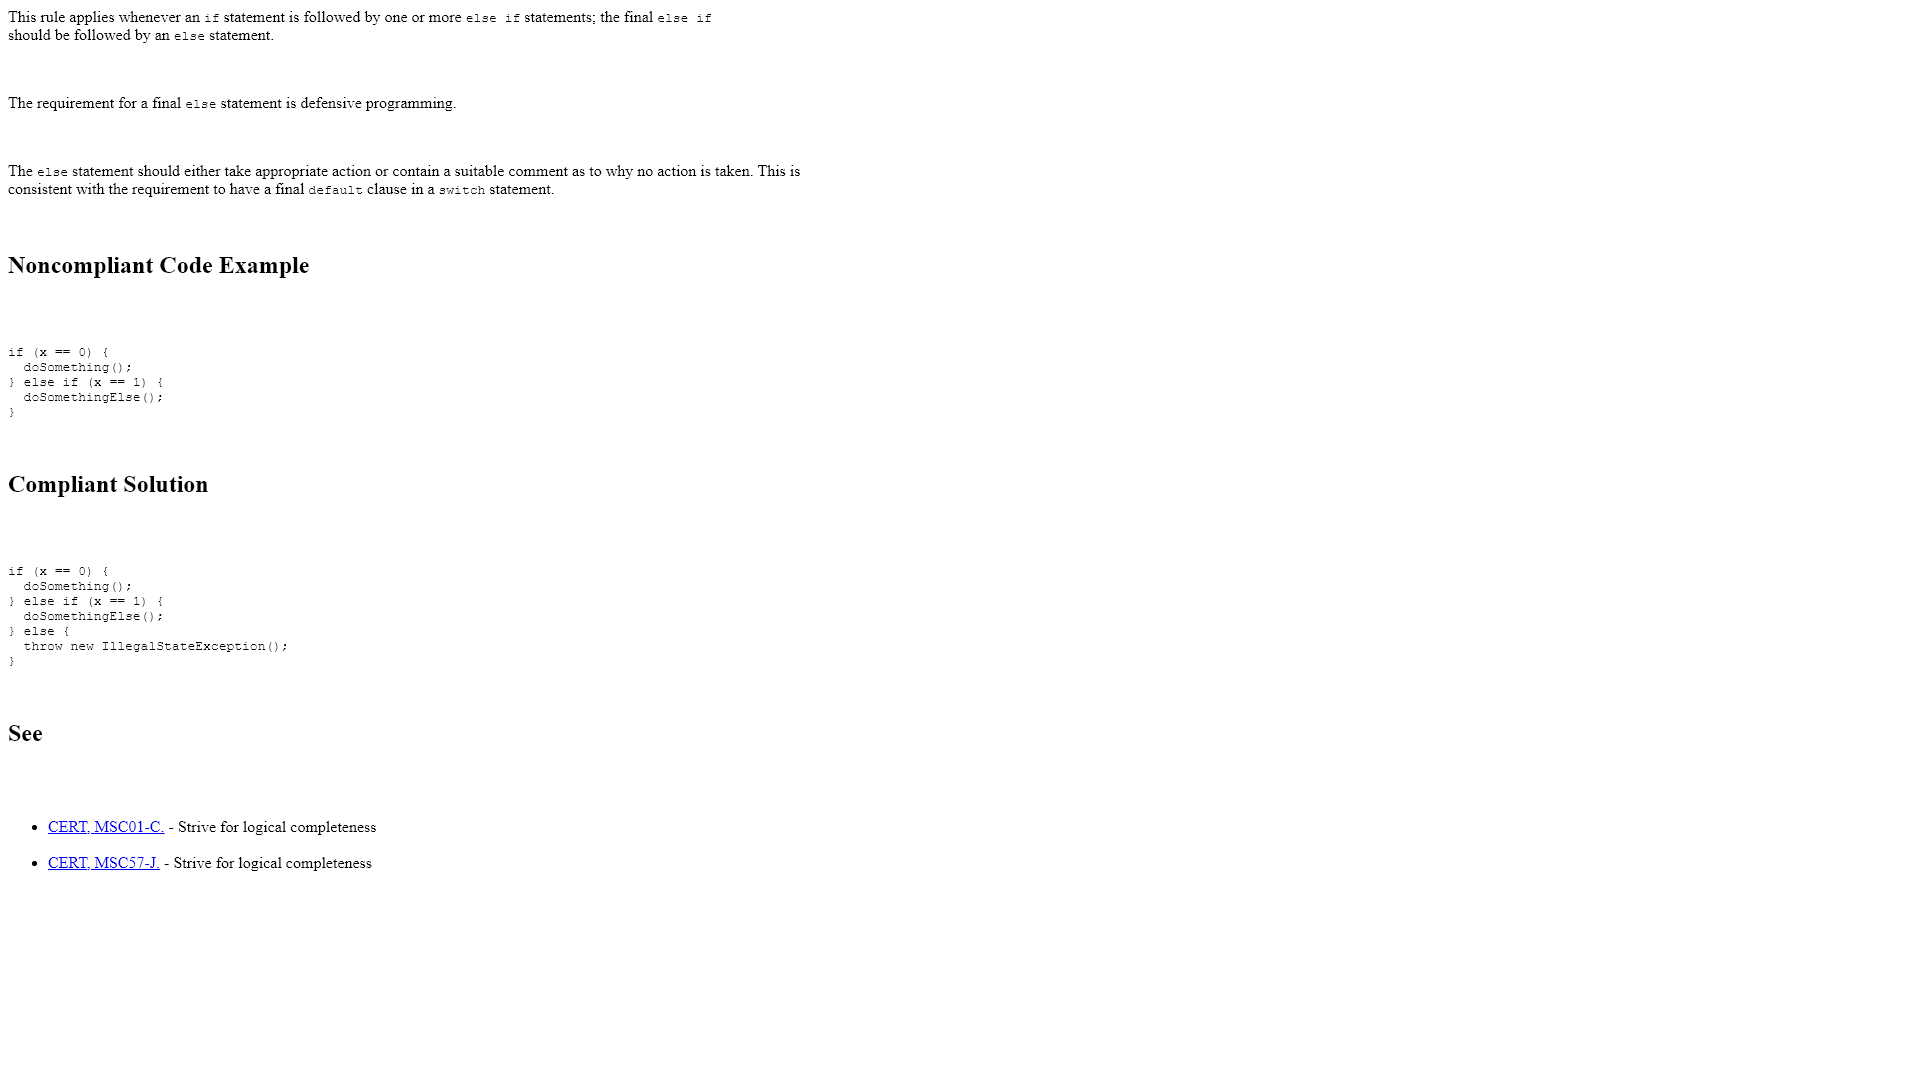 This rule applies whenever an if statement is followed by one or more else if statements; the final else if
should be followed by an else statement.
The requirement for a final else statement is defensive programming.
The else statement should either take appropriate action or contain a suitable comment as to why no action is taken. This is
consistent with the requirement to have a final default clause in a switch statement.
Noncompliant Code Example
if (x == 0) {
  doSomething();
} else if (x == 1) {
  doSomethingElse();
}
Compliant Solution
if (x == 0) {
  doSomething();
} else if (x == 1) {
  doSomethingElse();
} else {
  throw new IllegalStateException();
}
See
• CERT, MSC01-C. - Strive for logical completeness
• CERT, MSC57-J. - Strive for logical completeness